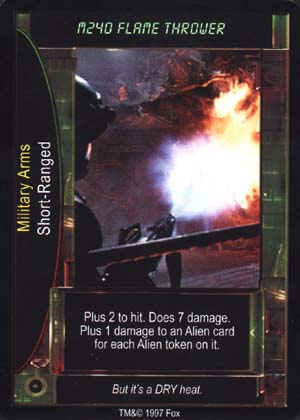 M240 FLAME THROWER
Military Arms
Short-Ranged
Plus 2 to hit. Does 7 damage.
Plus 1 damage to an Alien card
for each Alien token on it.
But it's a DRY heat.
TM&© 1997 Fox